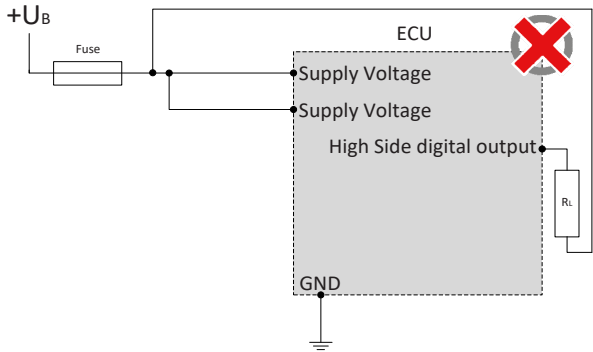 +UB
Fuse
ECU
Supply Voltage
Supply Voltage
High Side digital output
RL
GND